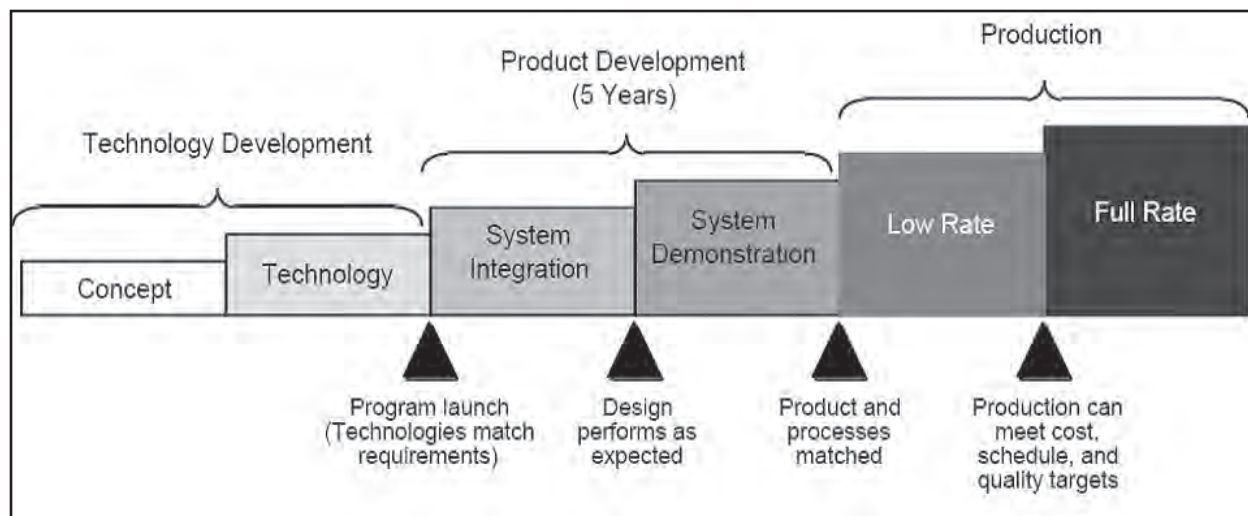 Production
Product Development
(5 Years)
Technology Development
Concept
Technology
System
Integration
System
Demonstration
Low Rate
Full Rate
Program launch
(Technologies match
requirements)
Design
performs as
expected
Product and
processes
matched
Production can
meet cost,
schedule, and
quality targets